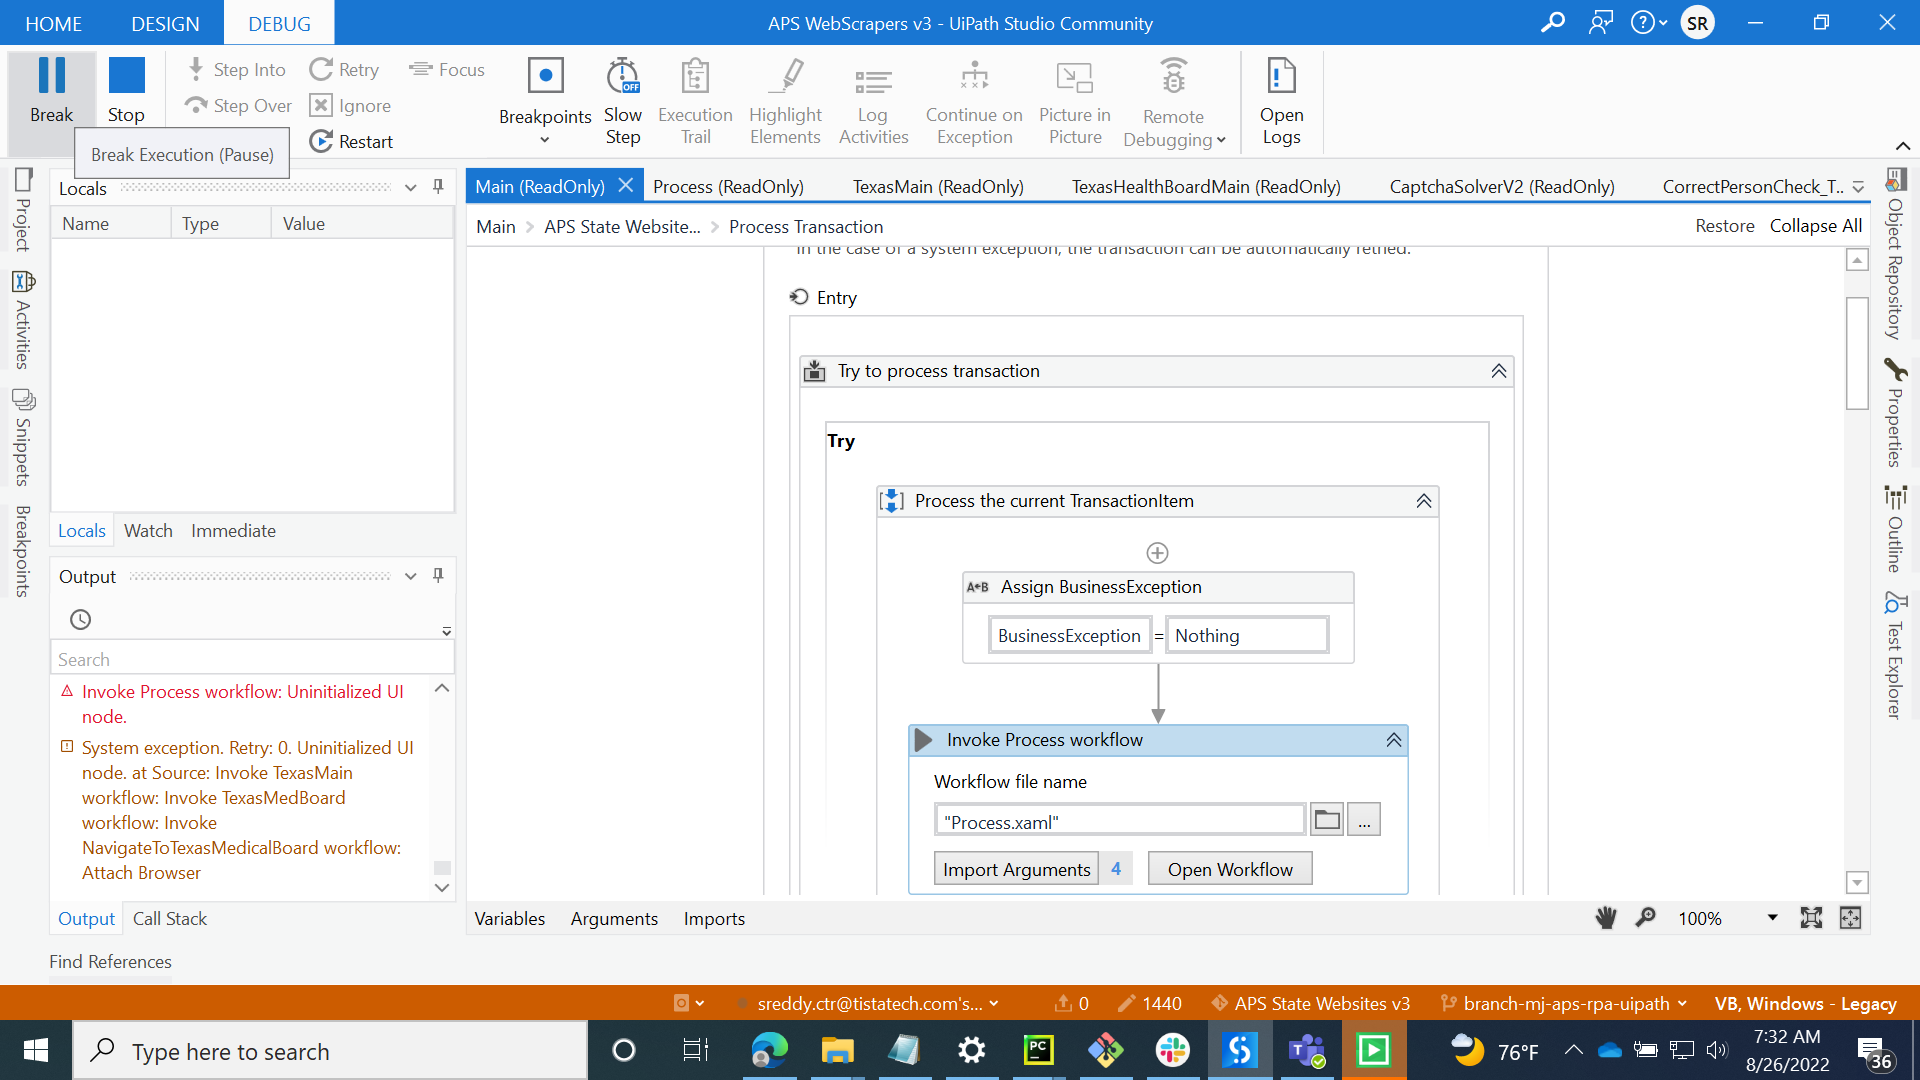 HOME DESIGN DEBUG
APS WebScrapers v3 - UiPath Studio Community
SR
Break
Stop
Step Into
Step Over
Retry
Ignore
Restart
Focus
Breakpoints
Slow
Step
OFF
Execution
Trail
Highlight
Elements
Log
Activities
Continue on
Exception
Picture in
Picture
Remote
Debugging
Open
Logs
Break Execution (Pause)
Project
Activities
Snippets
Breakpoints
Locals
Name Type Value
Locals Watch Immediate
Output
Search
Invoke Process workflow: Uninitialized UI
node.
System exception. Retry: 0. Uninitialized UI
node. at Source: Invoke TexasMain
workflow: Invoke TexasMedBoard
workflow: Invoke
NavigateToTexasMedicalBoard workflow:
Attach Browser
Output Call Stack
Find References
Main (ReadOnly) Process (ReadOnly) TexasMain (ReadOnly) TexasHealthBoardMain (ReadOnly) CaptchaSolverV2 (ReadOnly) CorrectPersonCheck_T..
Main > APS State Website... > Process Transaction
Restore Collapse All
In the case of a system exception, the transaction can be automatically retried.
Entry
Try to process transaction
Try
Process the current TransactionItem
A←B Assign BusinessException
BusinessException = Nothing
Invoke Process workflow
Workflow file name
"Process.xaml"
...
Import Arguments 4 Open Workflow
Variables Arguments Imports
100%
Object Repository
Properties
Outline
Test Explorer
sreddy.ctr@tistatech.com's... 0 1440 APS State Websites v3 branch-mj-aps-rpa-uipath VB, Windows - Legacy
Type here to search
PC
76°F
7:32 AM
8/26/2022
36